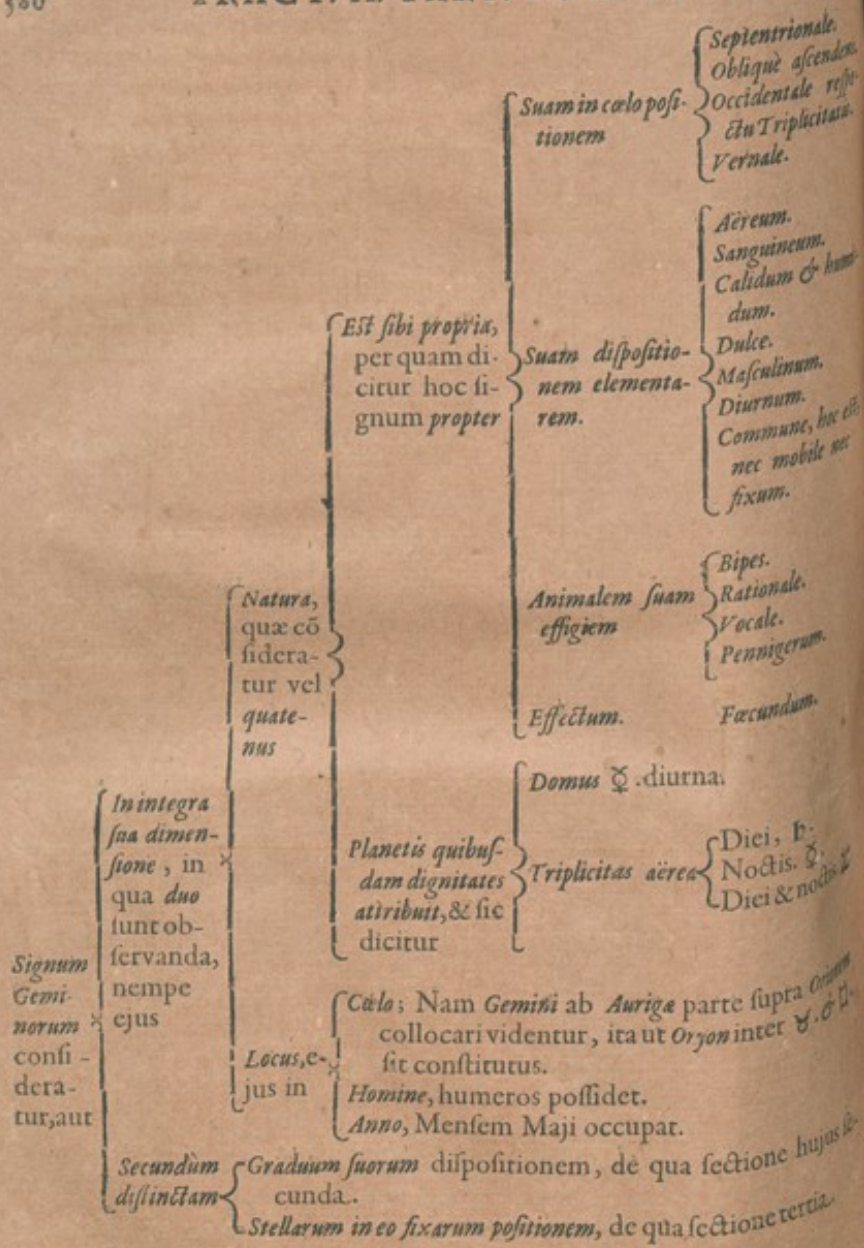 Septentrionale.
Obliquè ascendens.
Suam in cœlo posi-
tionem
Occidentale respe-
ctu Triplicitatis.
Vernale.
Aëreum.
Sanguineum.
Calidum & humi-
dum.
Dulce.
Masculinum.
Diurnum.
Commune, hoc est,
nec mobile nec
fixum.
Est sibi propria,
per quam di-
citur hoc si-
gnum propter
Suam dispositio-
nem elementa-
rem.
Bipes.
Rationale.
Vocale.
Pennigerum.
Animalem suam
effigiem
Effectum.
Fœcundum.
Natura,
quæ cō
sidera-
tur vel
quate-
nus
Domus ☿ .diurna.
Planetis quibus-
dam dignitates
attribuit, & sic
dicitur
Triplicitas aërea
Diei, ♄.
Noctis. ☿.
Diei & noctis
In integra
sua dimen-
sione, in
qua duo
sunt ob-
servanda,
nempe
ejus
Signum
Gemi-
norum
consi-
dera-
tur, aut
Locus, e-
jus in
Cœlo; Nam Gemini ab Aurigæ parte supra Orionem
collocari videntur, ita ut Oryon inter ♉. &
sit constitutus.
Homine, humeros possidet.
Anno, Mensem Maji occupat.
Secundùm
distinctam
Graduum suorum dispositionem, de qua sectione hujus se-
cunda.
Stellarum in eo fixarum positionem, de qua sectione tertia.